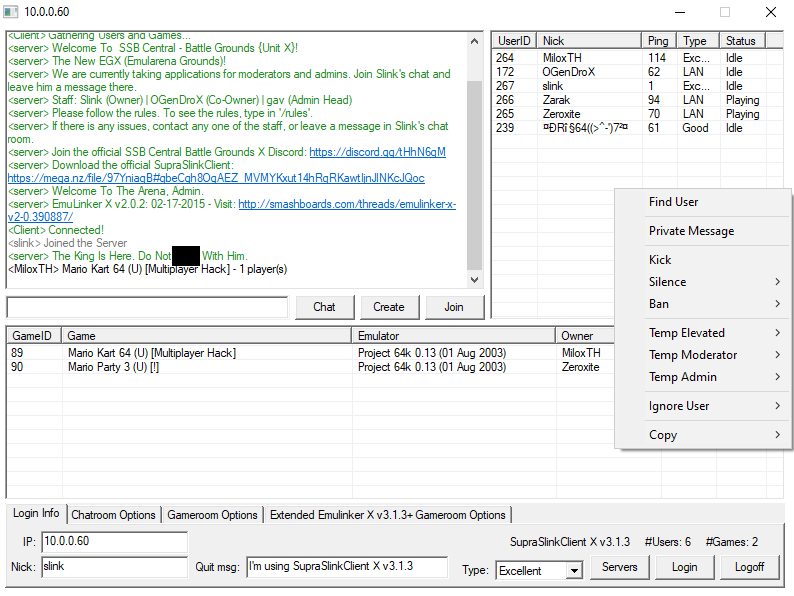 10.0.0.60
<Client> Gathering Users and Games...
<server> Welcome To  SSB Central - Battle Grounds {Unit X}!
<server> The New EGX (Emularena Grounds)!
<server> We are currently taking applications for moderators and admins. Join Slink's chat and
leave him a message there.
<server> Staff: Slink (Owner) | OGenDroX (Co-Owner) | gav (Admin Head)
<server> Please follow the rules. To see the rules, type in '/rules'.
<server> If there is any issues, contact any one of the staff, or leave a message in Slink's chat
room.
<server> Join the official SSB Central Battle Grounds X Discord: https://discord.gg/tHhN6qM
<server> Download the official SupraSlinkClient:
<server> Welcome To The Arena, Admin.
<server> EmuLinker X v2.0.2: 02-17-2015 - Visit: http://smashboards.com/threads/emulinker-x-
v2-0.390887/
<Client> Connected!
<slink> Joined the Server
<server> The King Is Here. Do Not With Him.
<MiloxTH> Mario Kart 64 (U) [Multiplayer Hack] - 1 player(s)
Chat Create Join
UserID Nick Ping Type Status
264 MiloxTH 114 Exc... Idle
172 OGenDroX 62 LAN Idle
267 slink 1 Exc... Idle
266 Zarak 94 LAN Playing
265 Zeroxite 70 LAN Playing
239 61 Good Idle
Find User
Private Message
Kick
Silence
Ban
Temp Elevated
Temp Moderator
Temp Admin
Ignore User
Copy
GameID Game Emulator Owner
89 Mario Kart 64 (U) [Multiplayer Hack] Project 64k 0.13 (01 Aug 2003) MiloxTH
90 Mario Party 3 (U) [!] Project 64k 0.13 (01 Aug 2003) Zeroxite
Login Info Chatroom Options Gameroom Options Extended Emulinker X v3.1.3+ Gameroom Options
IP: 10.0.0.60 SupraSlinkClient X v3.1.3 #Users: 6 #Games: 2
Nick: slink Quit msg: I'm using SupraSlinkClient X v3.1.3 Type: Excellent Servers Login Logoff